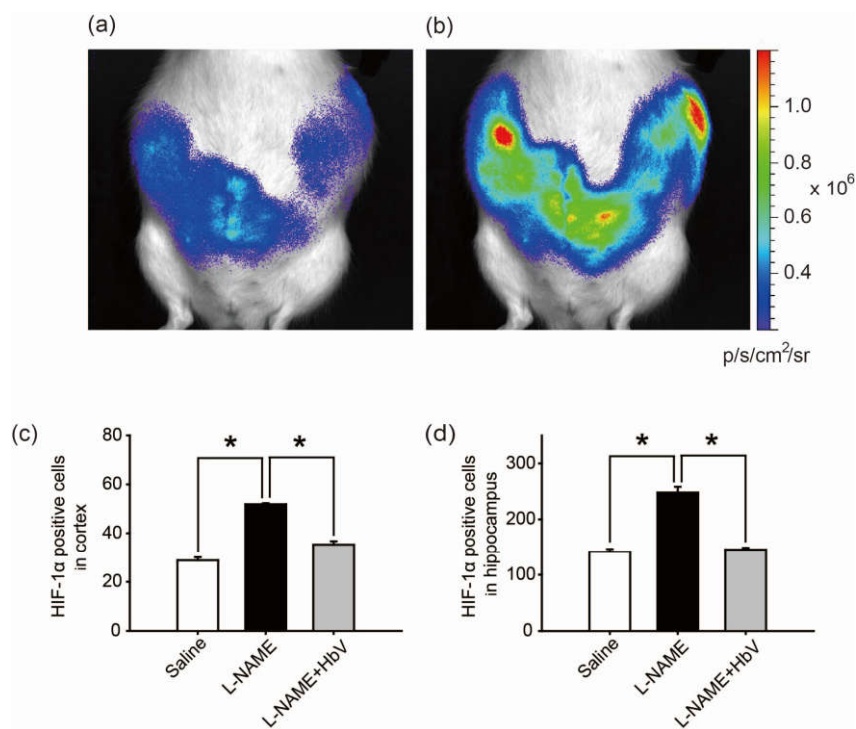 (a)
(b)
1.0
0.8
0.6
0.4
x 10⁶
p/s/cm²/sr
(c)
HIF-1α positive cells
in cortex
80
60
40
20
0
*
*
Saline
L-NAME
L-NAME+HbV
(d)
HIF-1α positive cells
in hippocampus
300
200
150
100
0
*
*
Saline
L-NAME
L-NAME+HbV